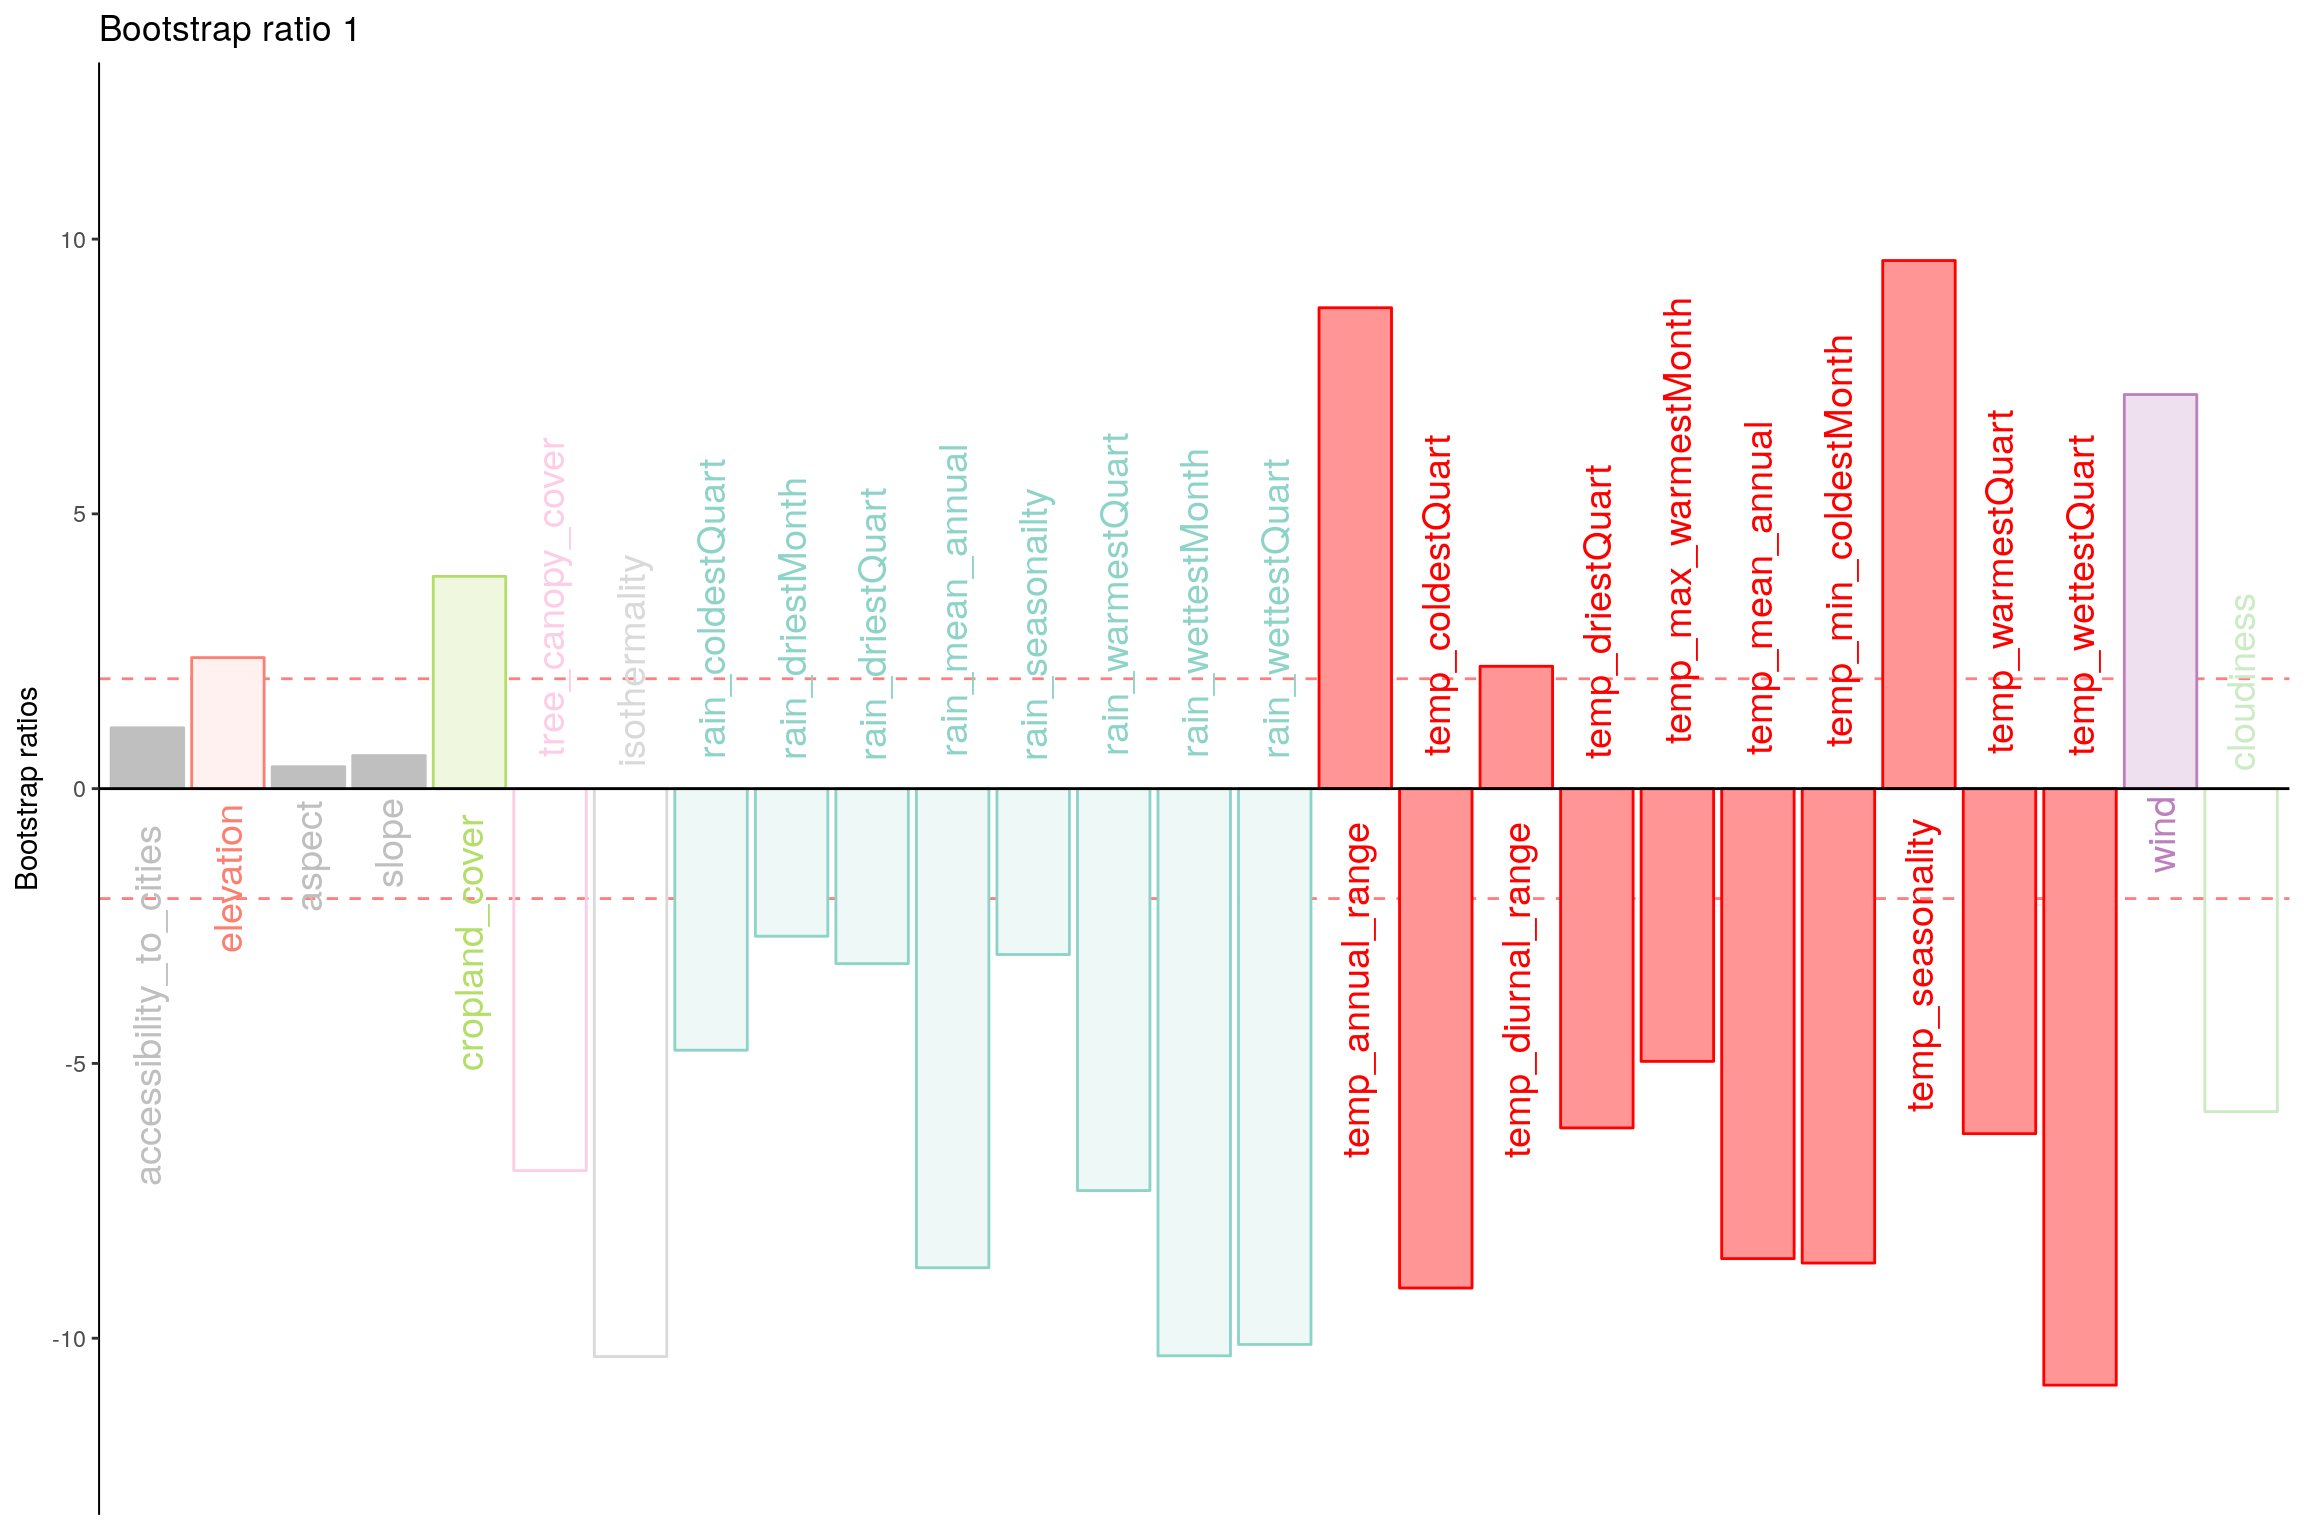 Bootstrap ratio 1
Bootstrap ratios
10
5
0
-5
-10
accessibility_to_cities
elevation
aspect
slope
cropland_cover
tree_canopy_cover
isothermality
rain_coldestQuart
rain_driestMonth
rain_driestQuart
rain_mean_annual
rain_seasonailty
rain_warmestQuart
rain_wettestMonth
rain_wettestQuart
temp_annual_range
temp_coldestQuart
temp_diurnal_range
temp_driestQuart
temp_max_warmestMonth
temp_mean_annual
temp_min_coldestMonth
temp_seasonality
temp_warmestQuart
temp_wettestQuart
wind
cloudiness